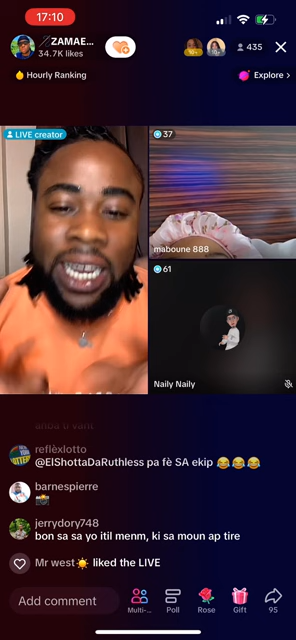 17:10
ZAMAE...
34.7K likes
435
Hourly Ranking
Explore >
LIVE creator
37
maboune 888
61
Naily Naily
reflèxlotto
@ElShottaDaRuthless pa fè SA ekip 😂😂😂
barnespierre
📸
jerrydory748
bon sa sa yo itil menm, ki sa moun ap tire
Mr west☀️ liked the LIVE
Add comment
Multi-...
Poll
Rose
Gift
95